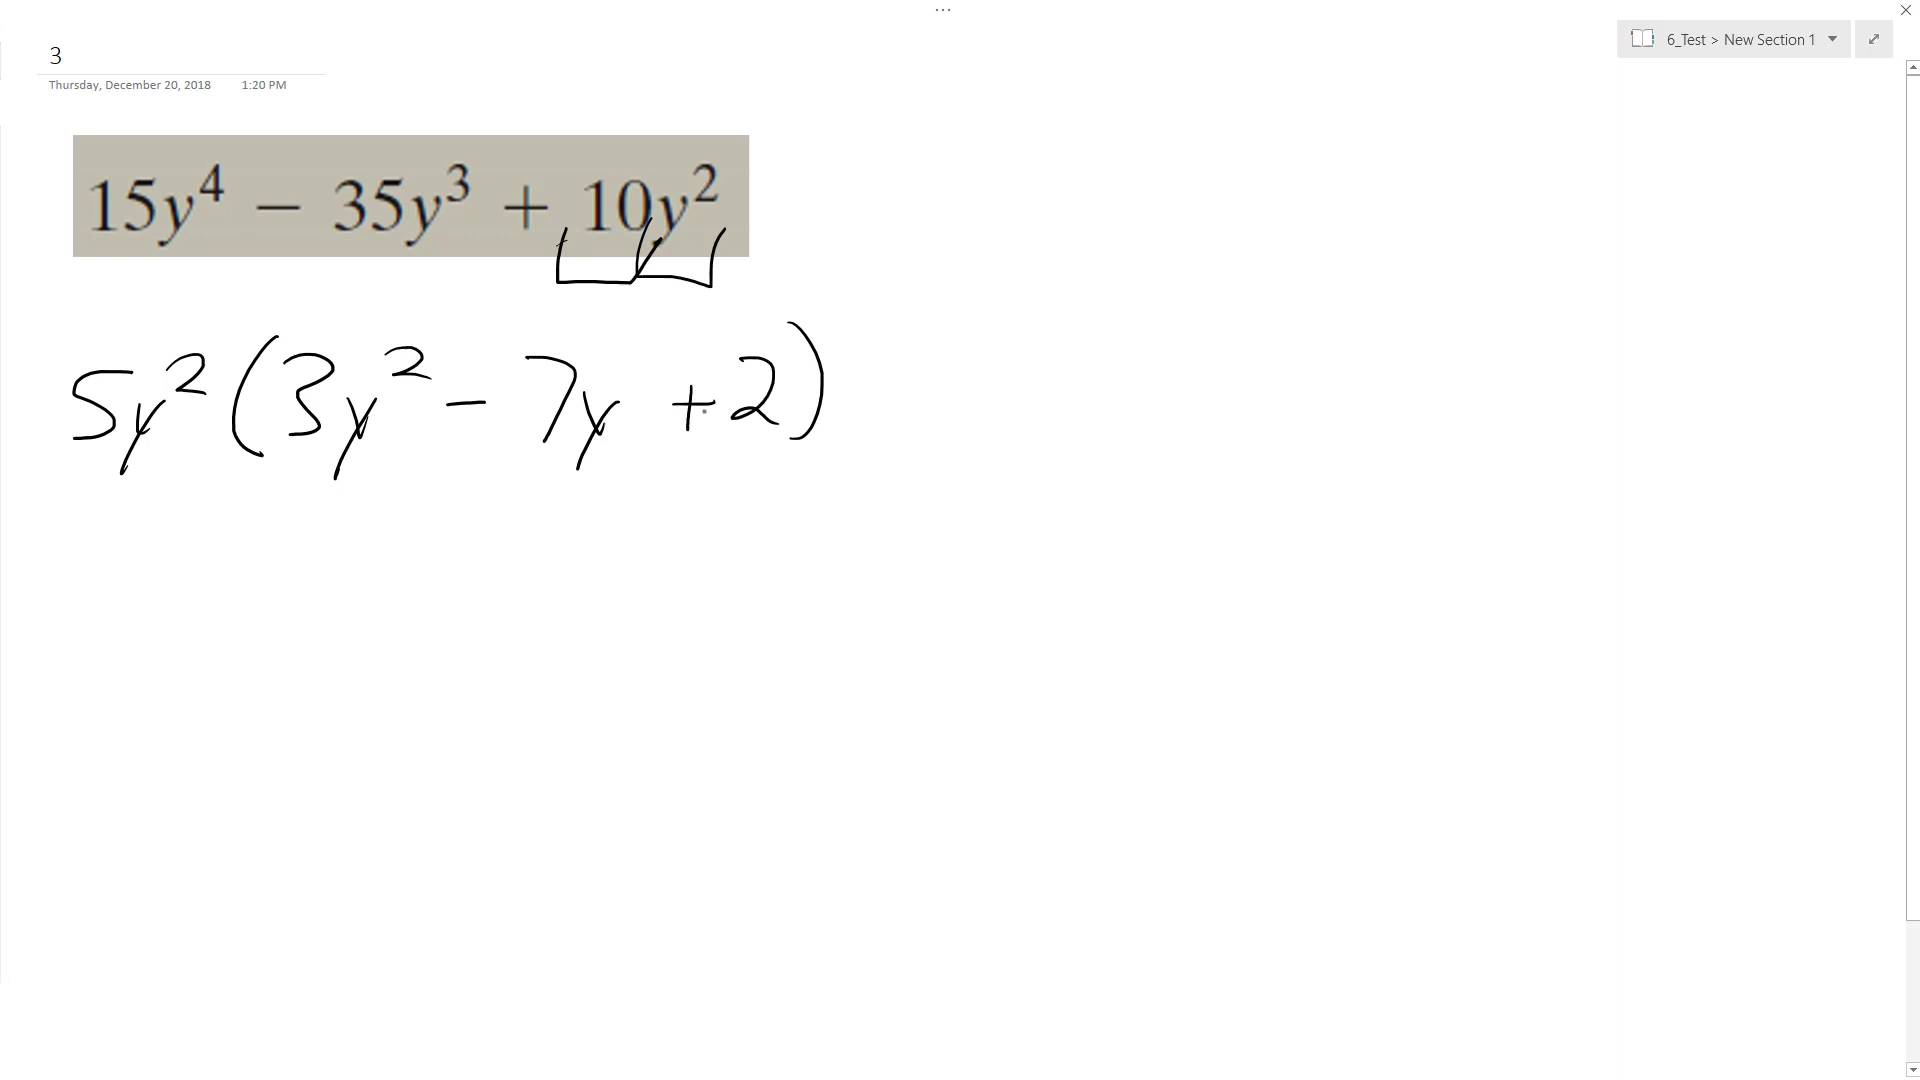 ...
6_Test > New Section 1
3
Thursday, December 20, 2018 1:20 PM
15y⁴ − 35y³ + 10y²
5y²(3y² − 7y + 2)